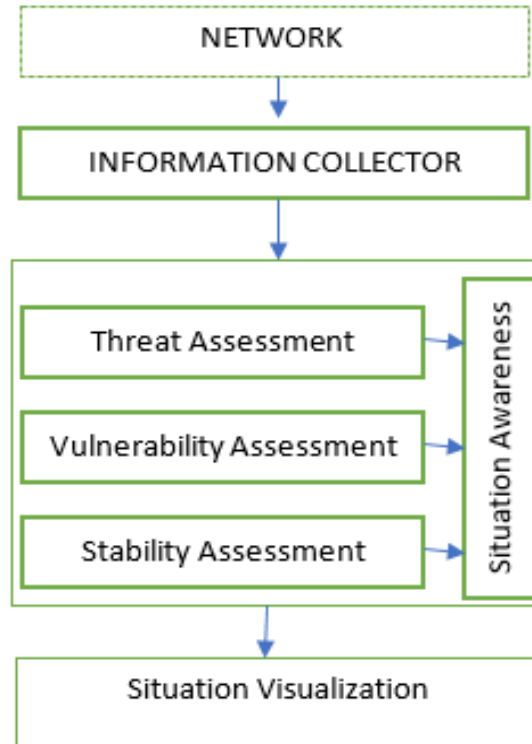 NETWORK
INFORMATION COLLECTOR
Threat Assessment
Vulnerability Assessment
Stability Assessment
Situation Awareness
Situation Visualization